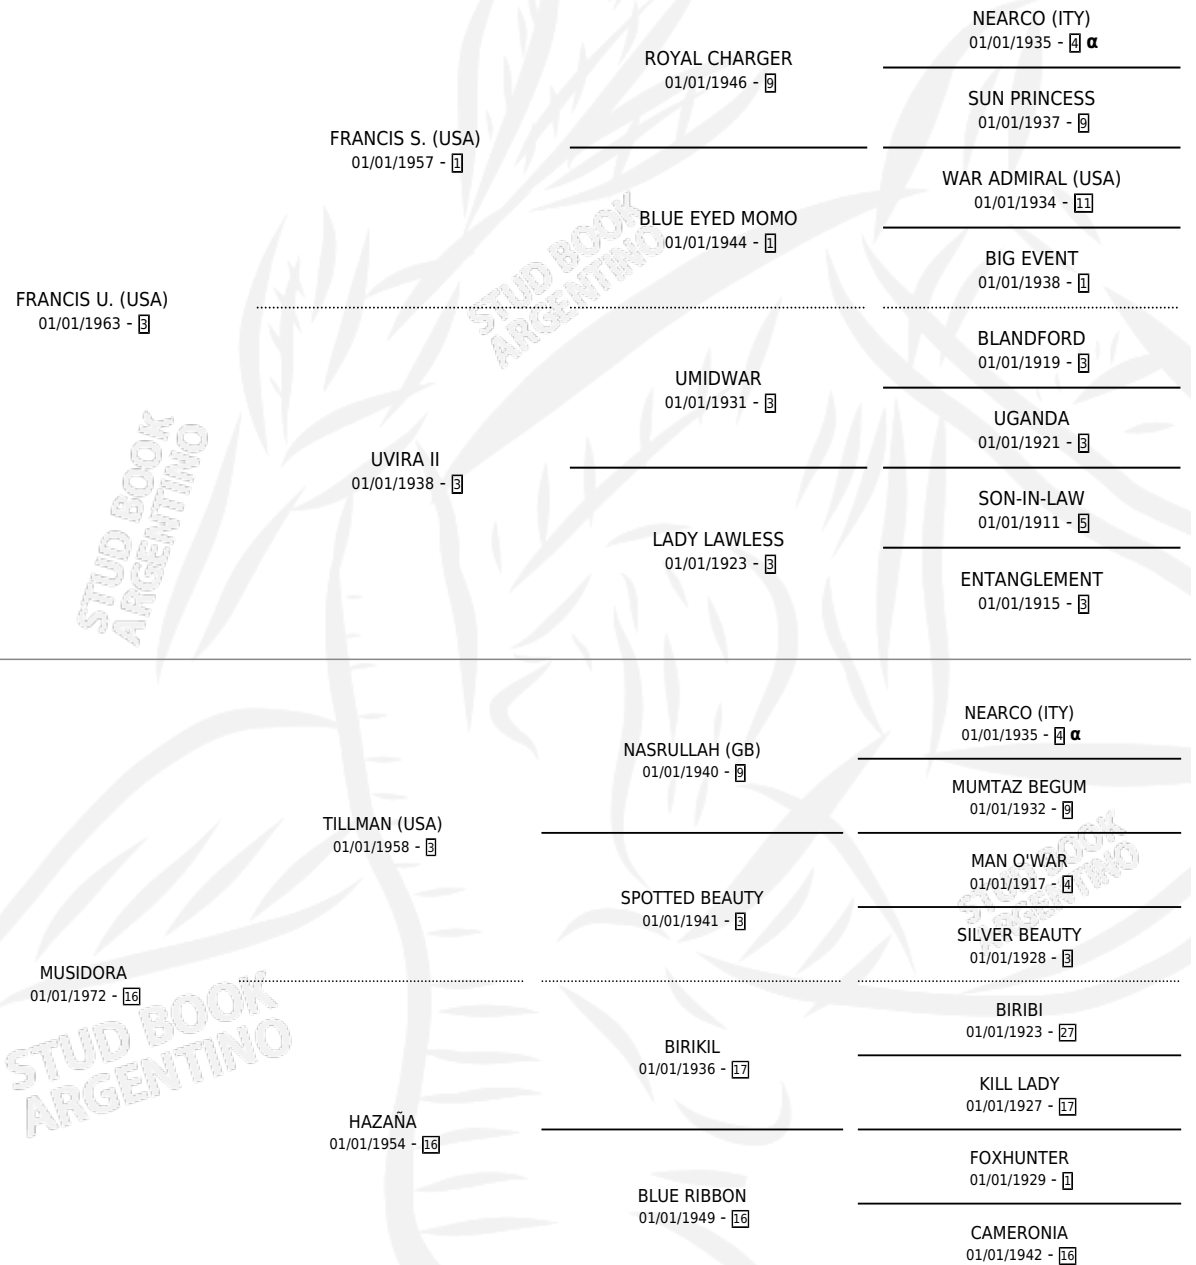 NEARCO (ITY)
01/01/1935 - 4 α
ROYAL CHARGER
01/01/1946 - 9
SUN PRINCESS
01/01/1937 - 9
FRANCIS S. (USA)
01/01/1957 - 1
WAR ADMIRAL (USA)
01/01/1934 - 11
BLUE EYED MOMO
01/01/1944 - 1
BIG EVENT
01/01/1938 - 1
STUD BOOK
ARGENTINO
FRANCIS U. (USA)
01/01/1963 - 3
BLANDFORD
01/01/1919 - 3
UMIDWAR
01/01/1931 - 3
UGANDA
01/01/1921 - 3
UVIRA II
01/01/1938 - 3
SON-IN-LAW
01/01/1911 - 5
LADY LAWLESS
01/01/1923 - 3
ENTANGLEMENT
01/01/1915 - 3
STUD BOOK
ARGENTINO
NEARCO (ITY)
01/01/1935 - 4 α
NASRULLAH (GB)
01/01/1940 - 9
MUMTAZ BEGUM
01/01/1932 - 9
TILLMAN (USA)
01/01/1958 - 3
MAN O'WAR
01/01/1917 - 4
SPOTTED BEAUTY
01/01/1941 - 3
SILVER BEAUTY
01/01/1928 - 3
STUD BOOK
ARGENTINO
MUSIDORA
01/01/1972 - 16
BIRIBI
01/01/1923 - 27
BIRIKIL
01/01/1936 - 17
KILL LADY
01/01/1927 - 17
HAZAÑA
01/01/1954 - 16
FOXHUNTER
01/01/1929 - 1
BLUE RIBBON
01/01/1949 - 16
CAMERONIA
01/01/1942 - 16
STUD BOOK
ARGENTINO